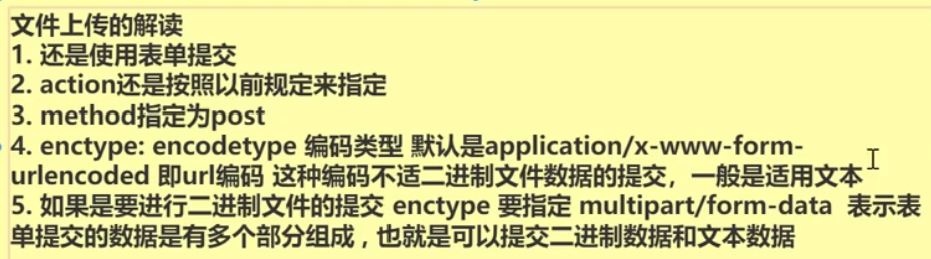 文件上传的解读
1. 还是使用表单提交
2. action还是按照以前规定来指定
3. method指定为post
4. enctype: encodetype 编码类型 默认是application/x-www-form-
urlencoded 即url编码 这种编码不适二进制文件数据的提交，一般是适用文本
5. 如果是要进行二进制文件的提交 enctype 要指定 multipart/form-data 表示表
单提交的数据是有多个部分组成，也就是可以提交二进制数据和文本数据